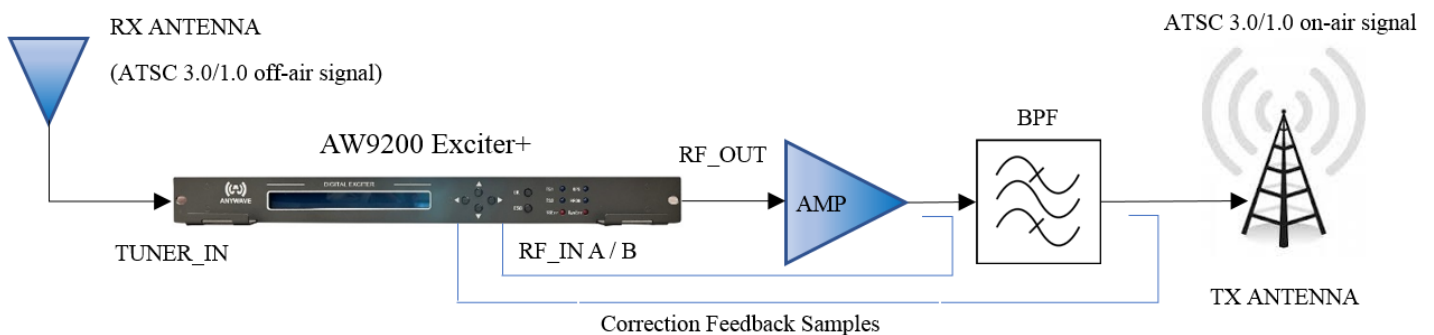 RX ANTENNA
(ATSC 3.0/1.0 off-air signal)
ATSC 3.0/1.0 on-air signal
AW9200 Exciter+
RF_OUT
BPF
DIGITAL EXCITER
ANYWAVE
AMP
TUNER_IN
RF_IN A / B
TX ANTENNA
Correction Feedback Samples